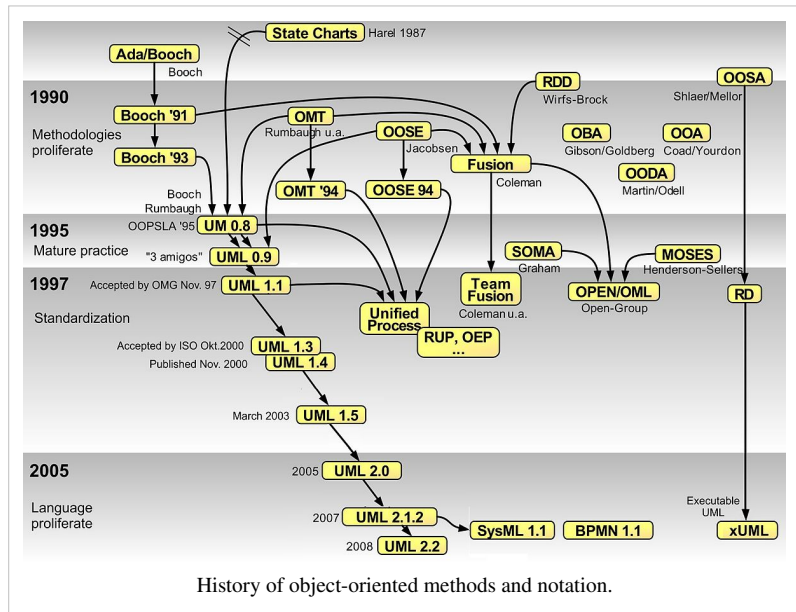 State Charts Harel 1987
Ada/Booch
Booch
RDD
Wirfs-Brock
OOSA
Shlaer/Mellor
1990
Methodologies
proliferate
Booch '91
OMT
Rumbaugh u.a.
OOSE
Jacobsen
OBA
Gibson/Goldberg
OOA
Coad/Yourdon
Booch '93
Fusion
Coleman
OODA
Martin/Odell
OMT '94
OOSE 94
Booch
Rumbaugh
OOPSLA '95 UM 0.8
1995
Mature practice
"3 amigos" UML 0.9
SOMA
Graham
MOSES
Henderson-Sellers
1997
Standardization
Accepted by OMG Nov. 97 UML 1.1
Team
Fusion
Coleman u.a.
OPEN/OML
Open-Group
RD
Unified
Process
RUP, OEP
...
Accepted by ISO Okt.2000 UML 1.3
Published Nov. 2000 UML 1.4
March 2003 UML 1.5
2005
Language
proliferate
2005 UML 2.0
2007 UML 2.1.2
SysML 1.1
BPMN 1.1
Executable
UML
xUML
2008 UML 2.2
History of object-oriented methods and notation.